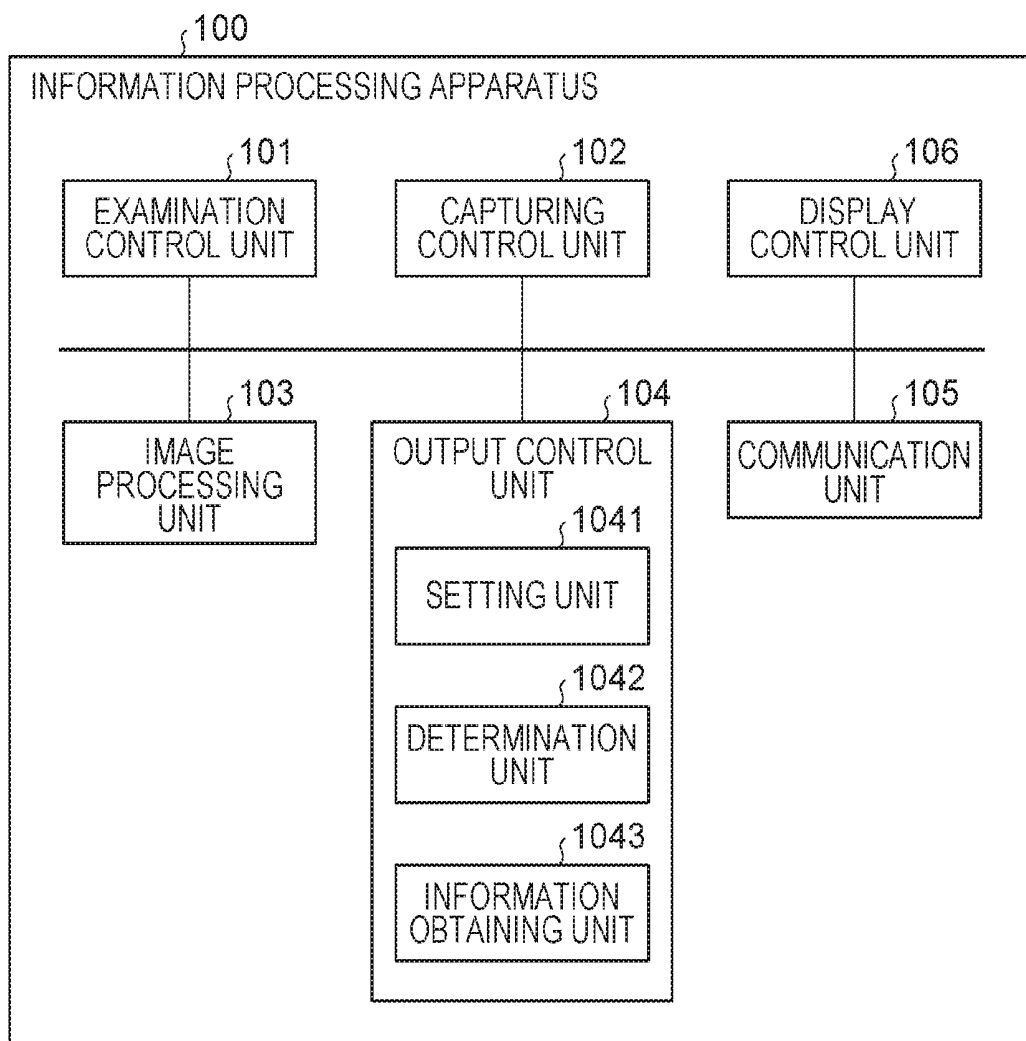 100
INFORMATION PROCESSING APPARATUS
101
EXAMINATION
CONTROL UNIT
102
CAPTURING
CONTROL UNIT
106
DISPLAY
CONTROL UNIT
103
IMAGE
PROCESSING
UNIT
104
OUTPUT CONTROL
UNIT
1041
SETTING UNIT
1042
DETERMINATION
UNIT
1043
INFORMATION
OBTAINING UNIT
105
COMMUNICATION
UNIT